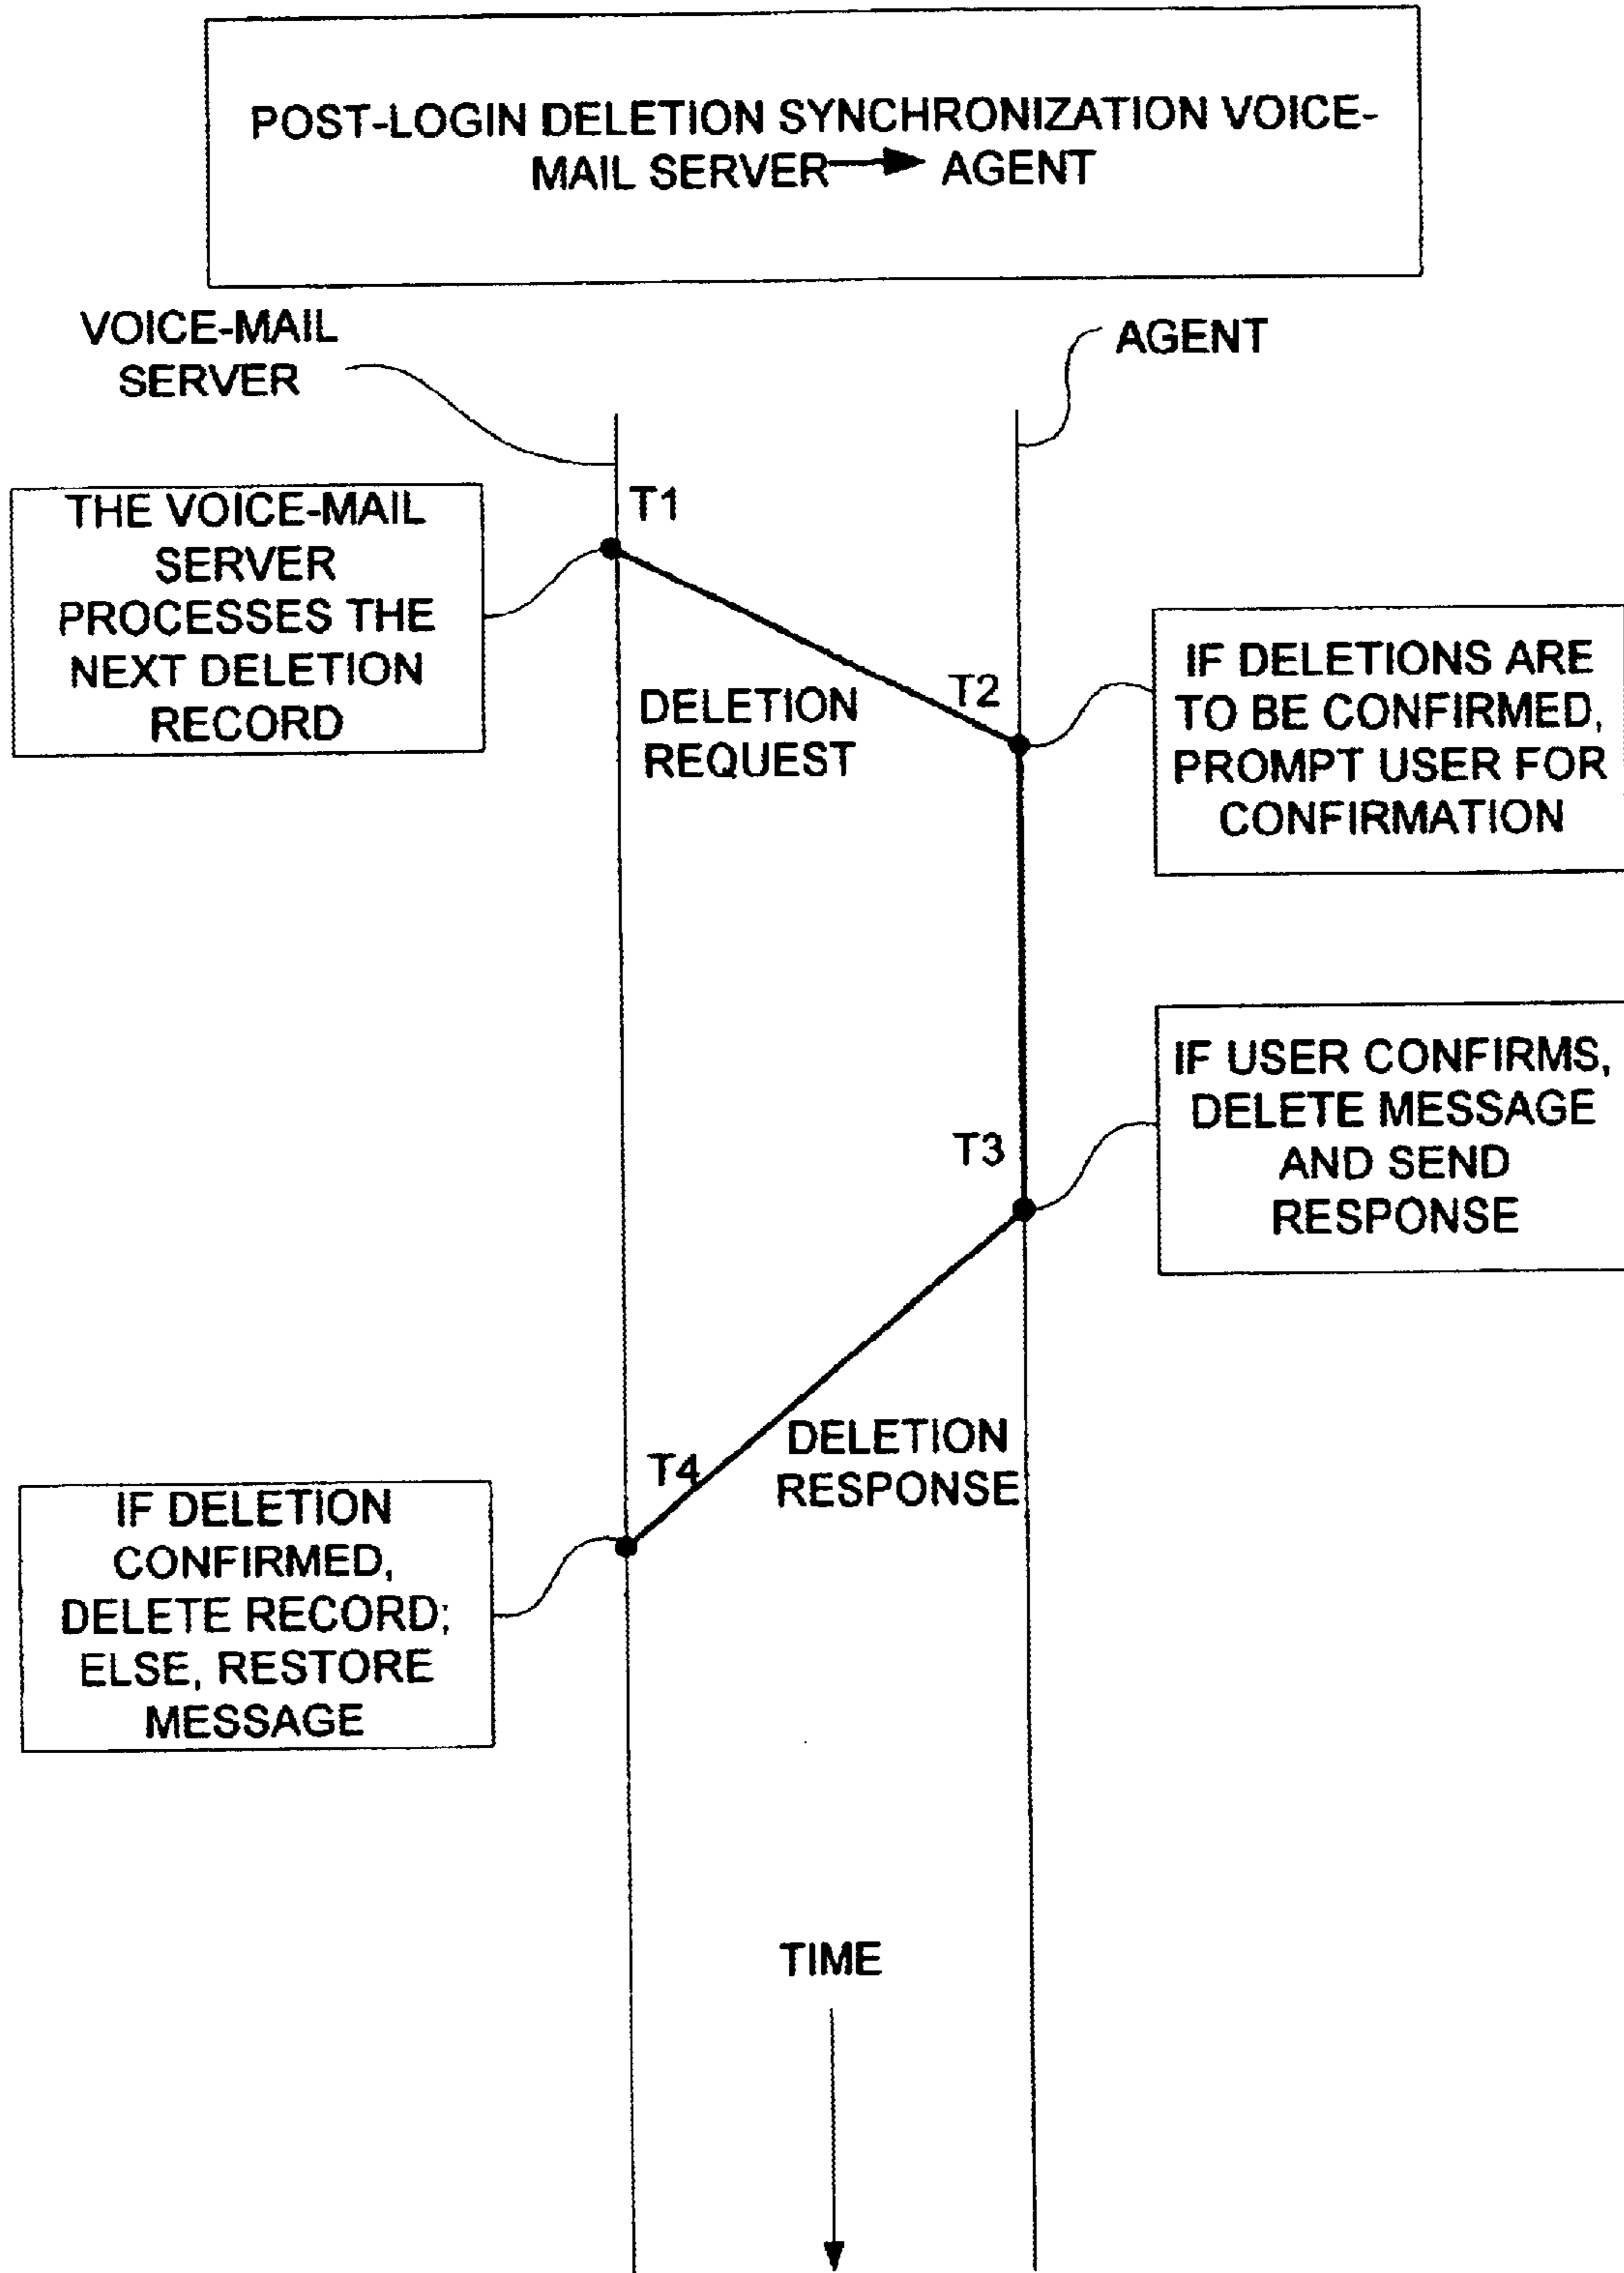 POST-LOGIN DELETION SYNCHRONIZATION VOICE-
MAIL SERVER → AGENT
VOICE-MAIL
SERVER
AGENT
T1
THE VOICE-MAIL
SERVER
PROCESSES THE
NEXT DELETION
RECORD
DELETION
REQUEST
T2
IF DELETIONS ARE
TO BE CONFIRMED,
PROMPT USER FOR
CONFIRMATION
IF USER CONFIRMS,
DELETE MESSAGE
AND SEND
RESPONSE
T3
DELETION
RESPONSE
T4
IF DELETION
CONFIRMED,
DELETE RECORD;
ELSE, RESTORE
MESSAGE
TIME